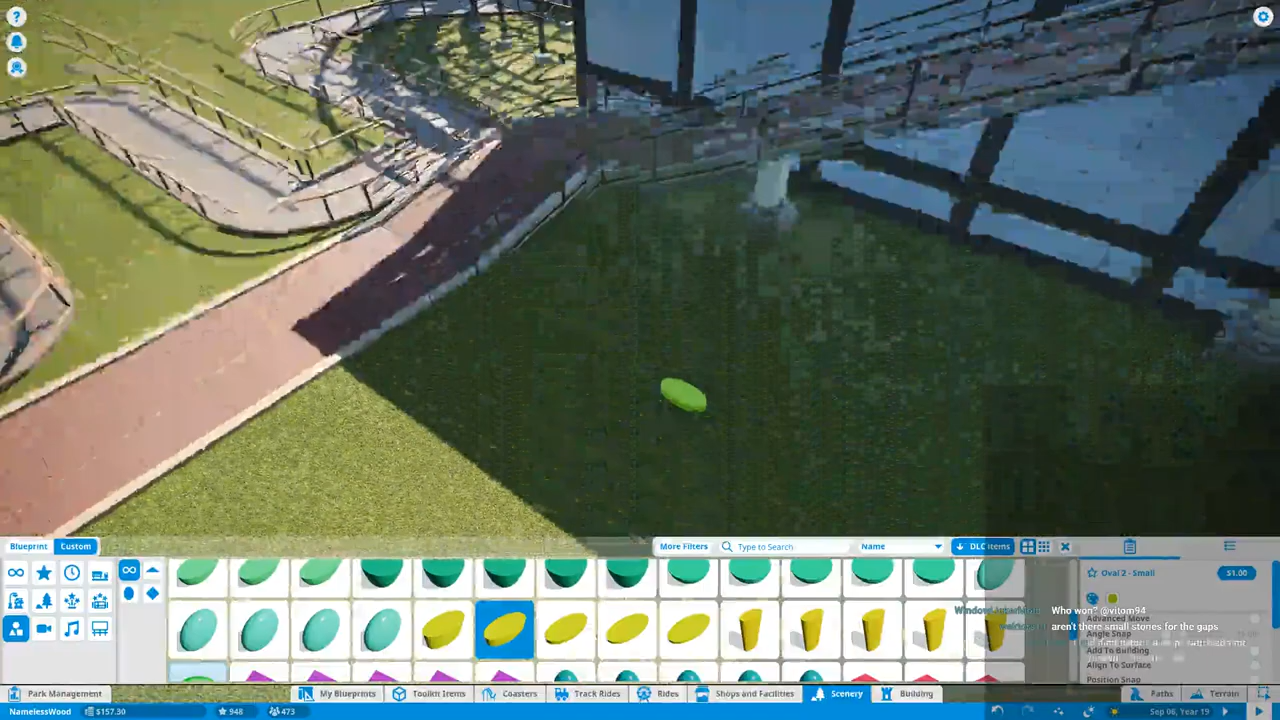 Blueprint Custom
More Filters Type to Search Name DLC Items
Oval 2 - Small $1.00
Who won? @vitom94
aren't there small stones for the gaps
Advanced Move
Angle Snap
Add To Building
Align To Surface
Position Snap
Park Management My Blueprints Toolkit Items Coasters Track Rides Rides Shops and Facilities Scenery Building Paths Terrain
NamelessWood $157.30 948 473 Sep 06, Year 19